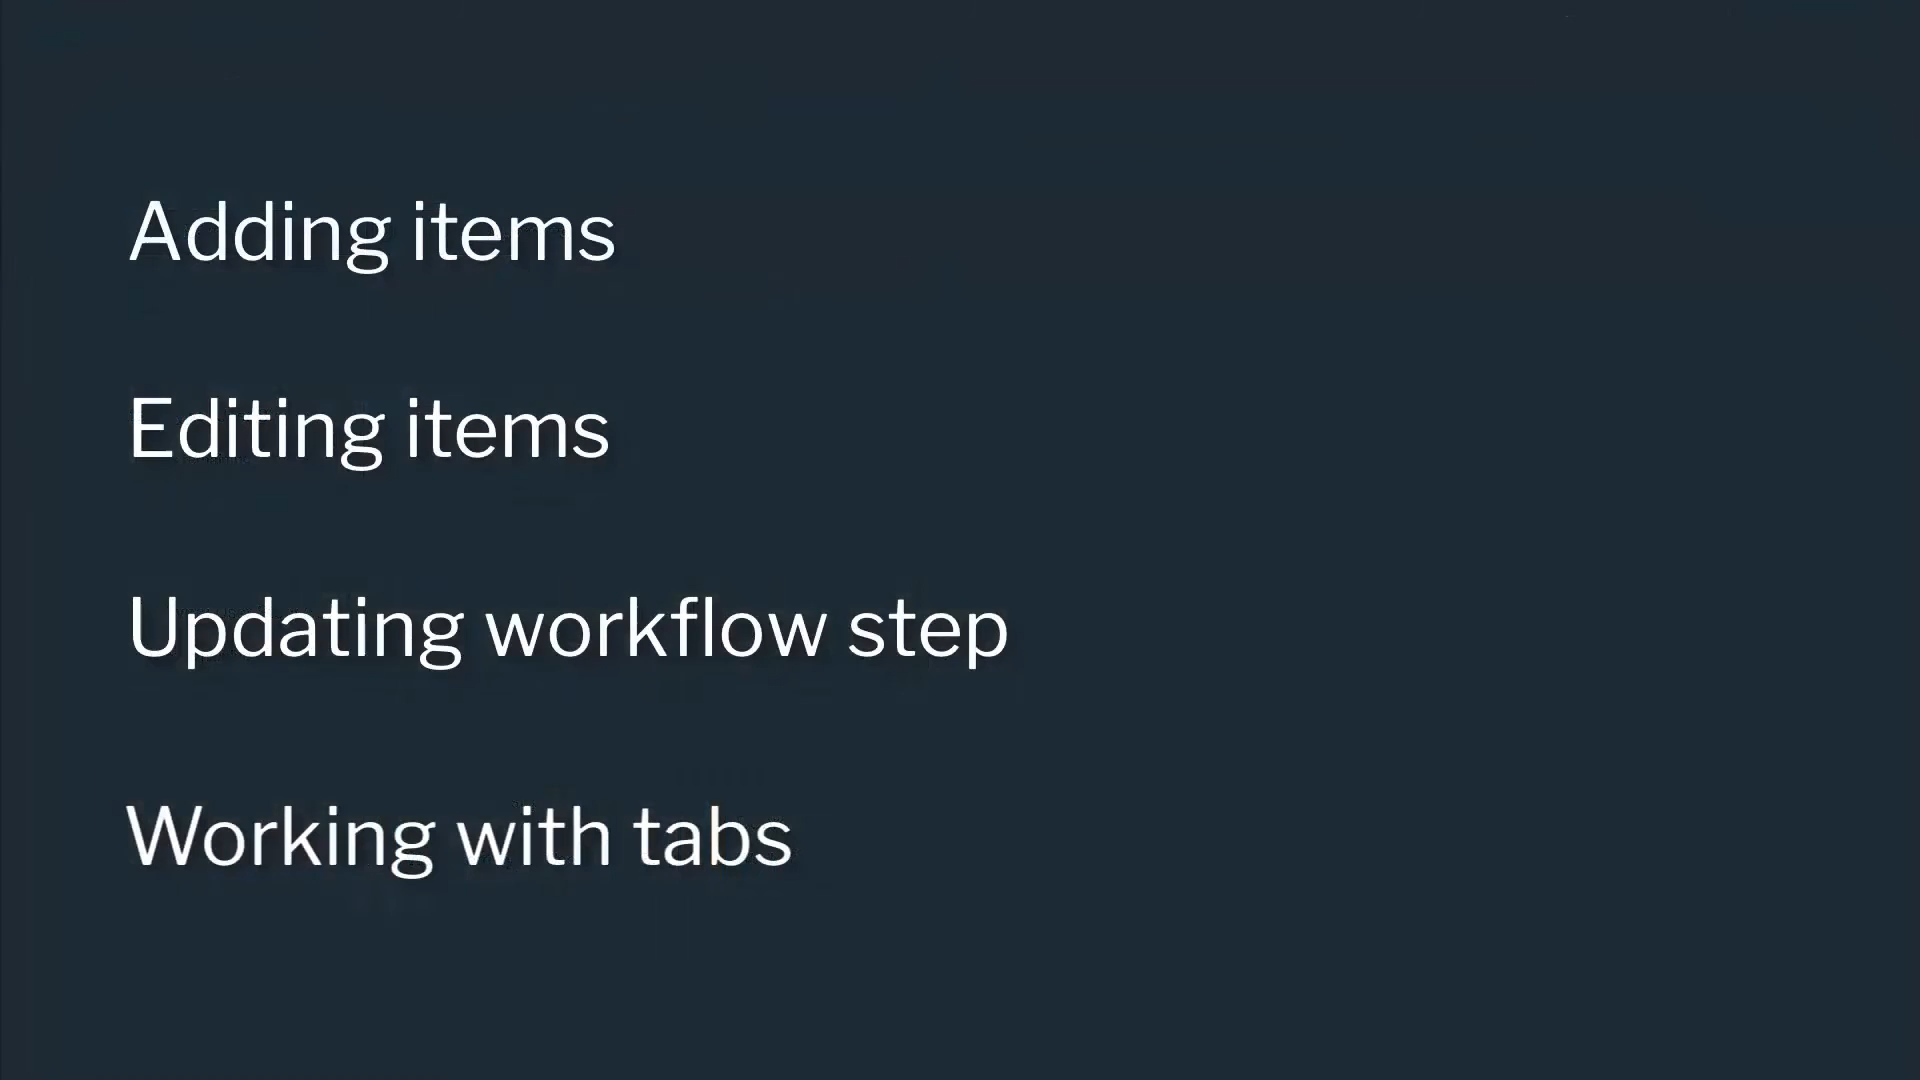 Adding items
Editing items
Updating workflow step
Working with tabs